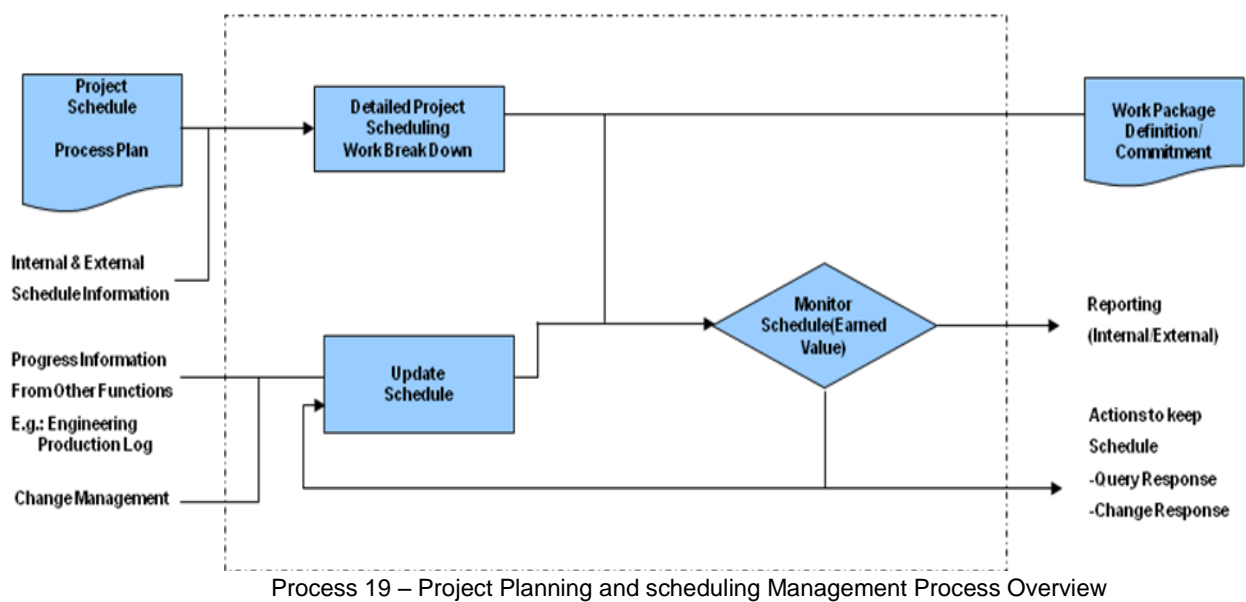 Project
Schedule
Process Plan
Detailed Project
Scheduling
Work Break Down
Work Package
Definition/
Commitment
Internal & External
Schedule Information
Monitor
Schedule(Earned
Value)
Reporting
(Internal/External)
Progress Information
From Other Functions
E.g.: Engineering
Production Log
Update
Schedule
Actions to keep
Schedule
-Query Response
-Change Response
Change Management
Process 19 – Project Planning and scheduling Management Process Overview